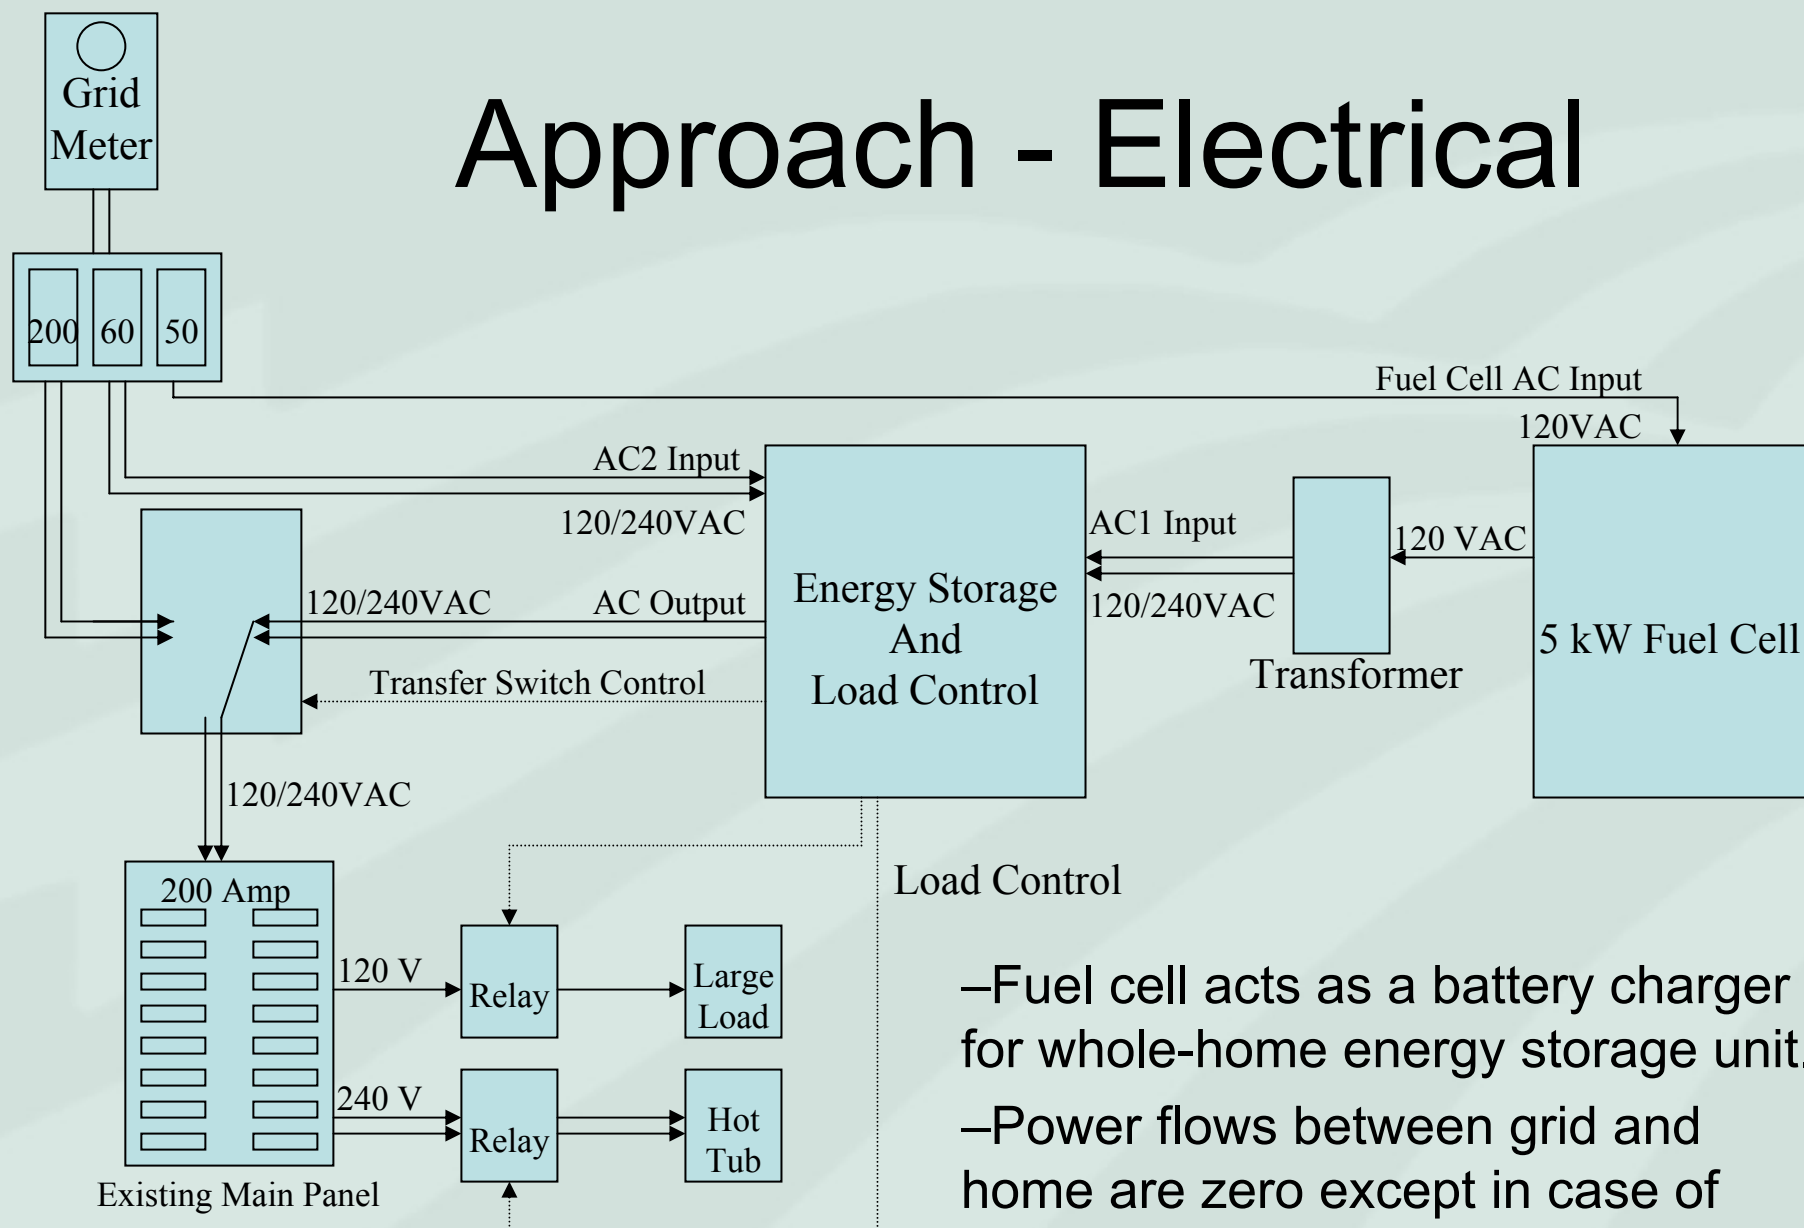 Grid
Meter
Approach - Electrical
200 60 50
Fuel Cell AC Input
120VAC
AC2 Input
120/240VAC
AC1 Input
120 VAC
120/240VAC
120/240VAC
AC Output
Energy Storage
And
Load Control
5 kW Fuel Cell
Transformer
Transfer Switch Control
120/240VAC
200 Amp
Load Control
120 V
Relay
Large
Load
240 V
Relay
Hot
Tub
Existing Main Panel
–Fuel cell acts as a battery charger
for whole-home energy storage unit.
–Power flows between grid and
home are zero except in case of